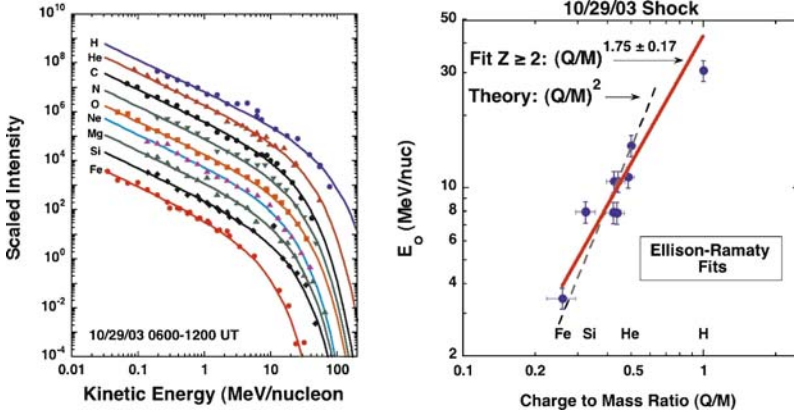 10^10
10^8
10^6
10^4
10^2
10^0
10^-2
10^-4
Scaled Intensity
H
He
C
N
O
Ne
Mg
Si
Fe
10/29/03 0600-1200 UT
0.01 0.1 1 10 100
Kinetic Energy (MeV/nucleon
10/29/03 Shock
50
30
10
8
6
4
2
E_o (MeV/nuc)
Fit Z ≥ 2: (Q/M)^1.75 ± 0.17
Theory: (Q/M)^2
Ellison-Ramaty
Fits
Fe Si He H
0.1 0.2 0.5 1
Charge to Mass Ratio (Q/M)